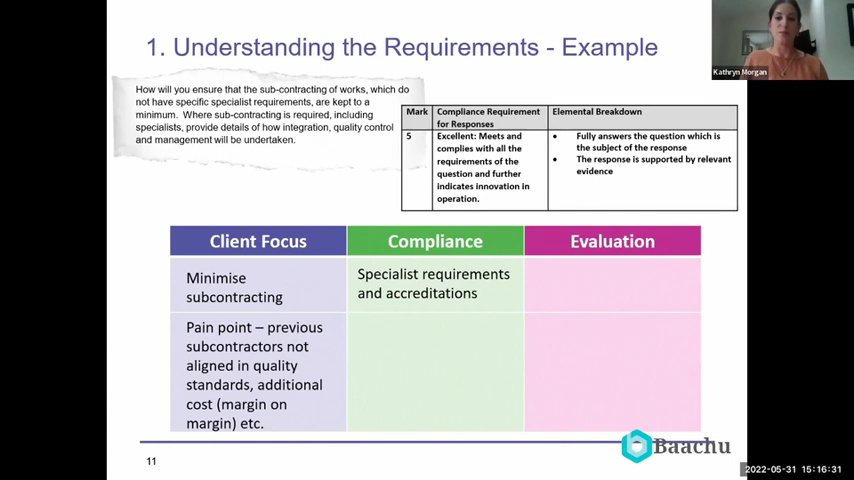 1. Understanding the Requirements - Example
Kathryn Morgan
How will you ensure that the sub-contracting of works, which do
not have specific specialist requirements, are kept to a
minimum. Where sub-contracting is required, including
specialists, provide details of how integration, quality control
and management will be undertaken.
Mark
Compliance Requirement
for Responses
Elemental Breakdown
5
Excellent: Meets and
complies with all the
requirements of the
question and further
indicates innovation in
operation.
• Fully answers the question which is
the subject of the response
• The response is supported by relevant
evidence
Client Focus
Compliance
Evaluation
Minimise
subcontracting
Specialist requirements
and accreditations
Pain point – previous
subcontractors not
aligned in quality
standards, additional
cost (margin on
margin) etc.
11
Baachu
2022-05-31 15:16:31